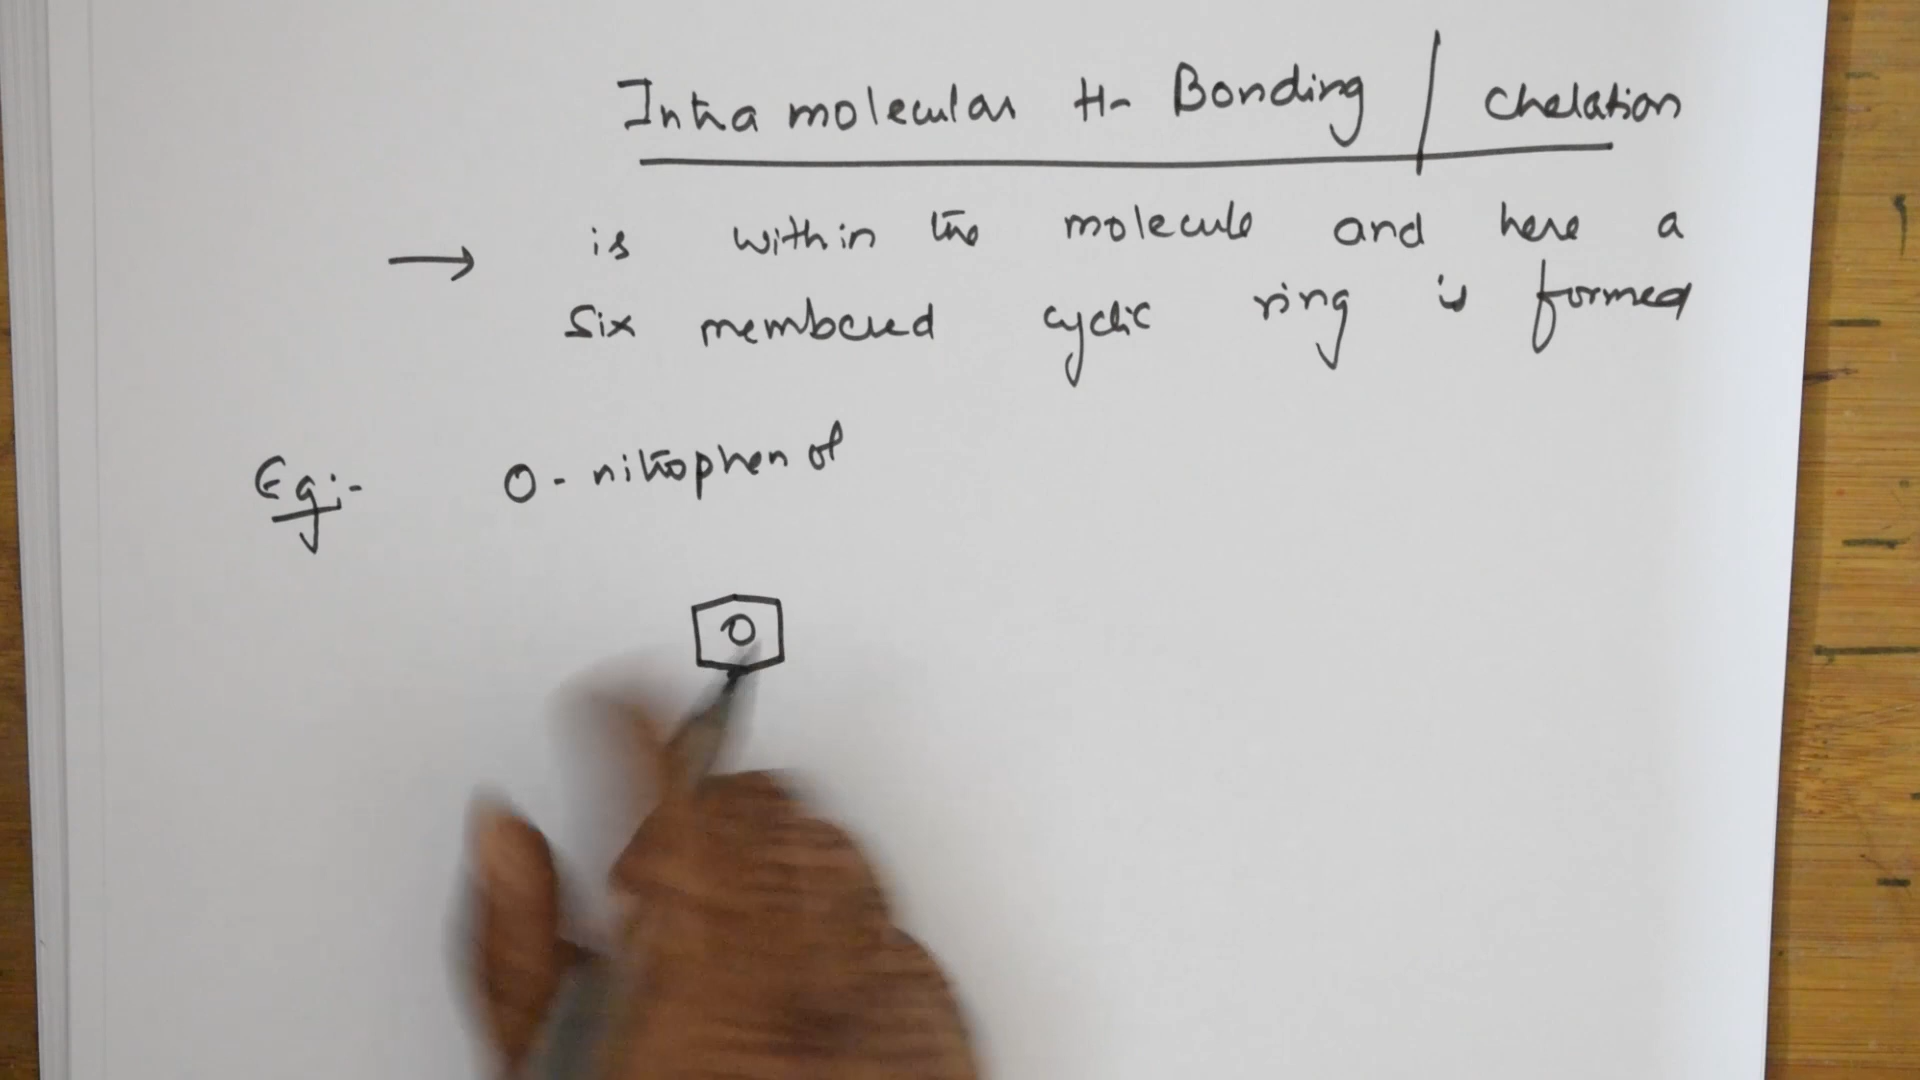 Intra molecular H- Bonding / chelation
→ is within the molecule and here a
six membered cyclic ring is formed
Eg:- O- nitrophenol